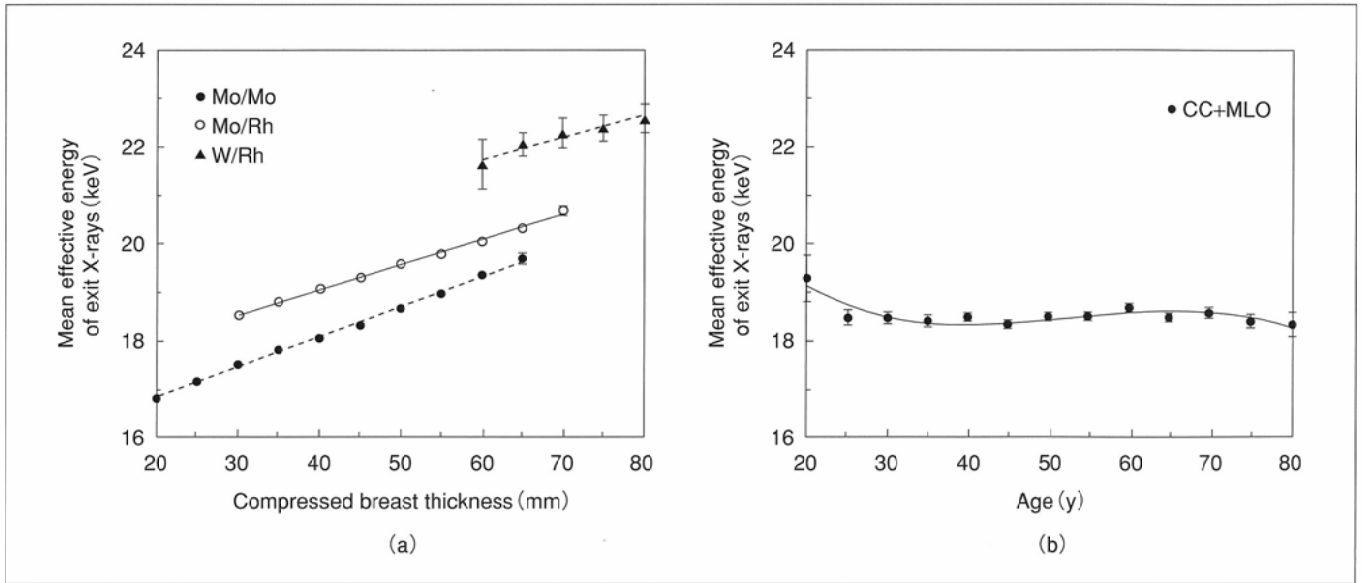 24
22
20
18
16
Mean effective energy
of exit X-rays (keV)
Mo/Mo
Mo/Rh
W/Rh
20 30 40 50 60 70 80
Compressed breast thickness (mm)
(a)
24
22
20
18
16
Mean effective energy
of exit X-rays (keV)
CC+MLO
20 30 40 50 60 70 80
Age (y)
(b)